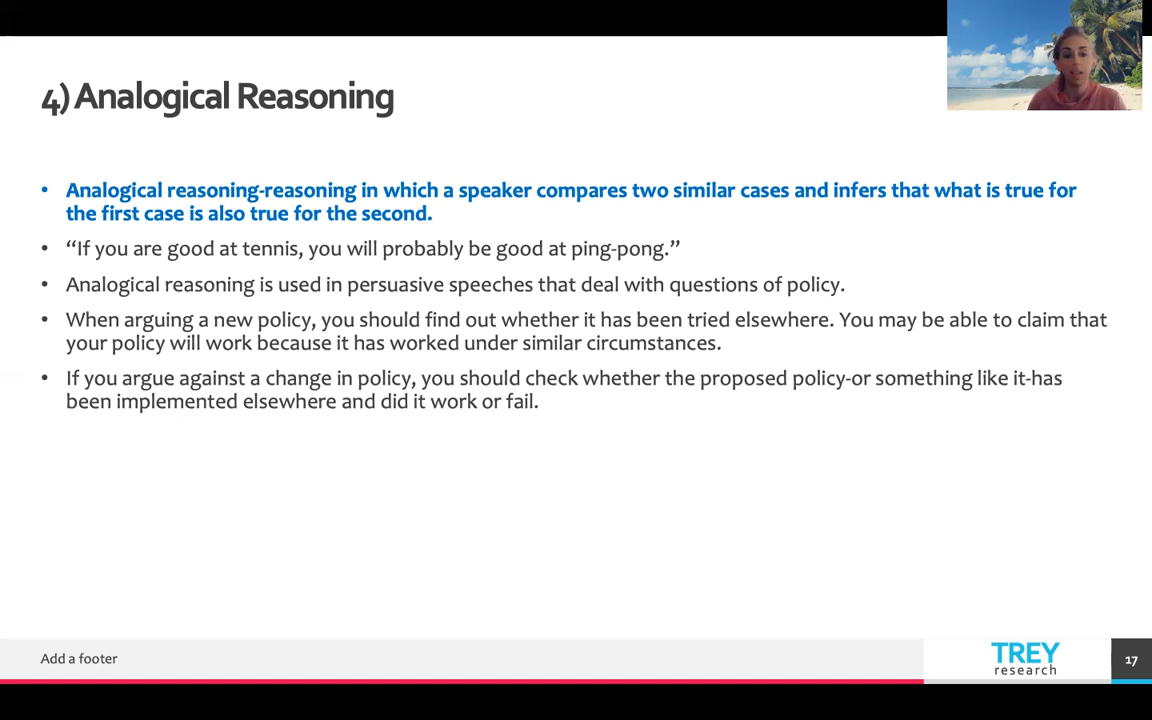 4) Analogical Reasoning
• Analogical reasoning-reasoning in which a speaker compares two similar cases and infers that what is true for
the first case is also true for the second.
• “If you are good at tennis, you will probably be good at ping-pong.”
• Analogical reasoning is used in persuasive speeches that deal with questions of policy.
• When arguing a new policy, you should find out whether it has been tried elsewhere. You may be able to claim that
your policy will work because it has worked under similar circumstances.
• If you argue against a change in policy, you should check whether the proposed policy-or something like it-has
been implemented elsewhere and did it work or fail.
Add a footer
TREY
research
17